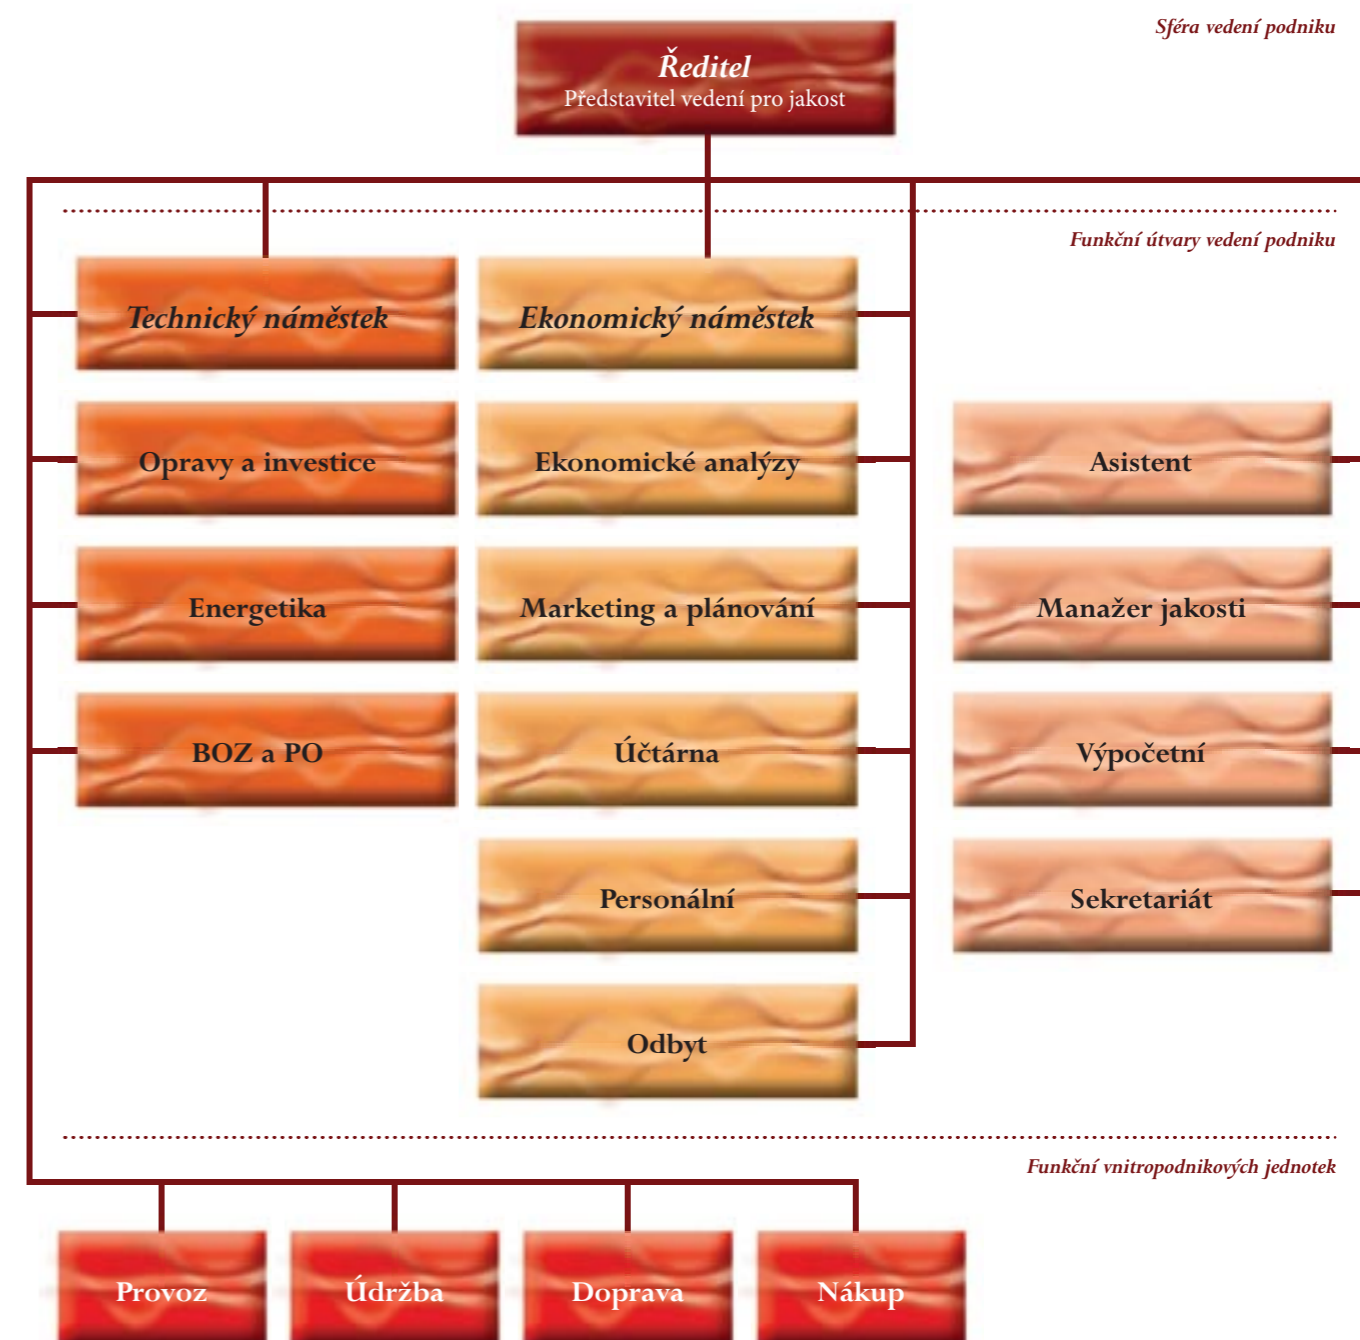 Sféra vedení podniku
Ředitel
Představitel vedení pro jakost
Funkční útvary vedení podniku
Technický náměstek
Ekonomický náměstek
Opravy a investice
Ekonomické analýzy
Asistent
Energetika
Marketing a plánování
Manažer jakosti
BOZ a PO
Účtárna
Výpočetní
Personální
Sekretariát
Odbyt
Funkční vnitropodnikových jednotek
Provoz
Údržba
Doprava
Nákup